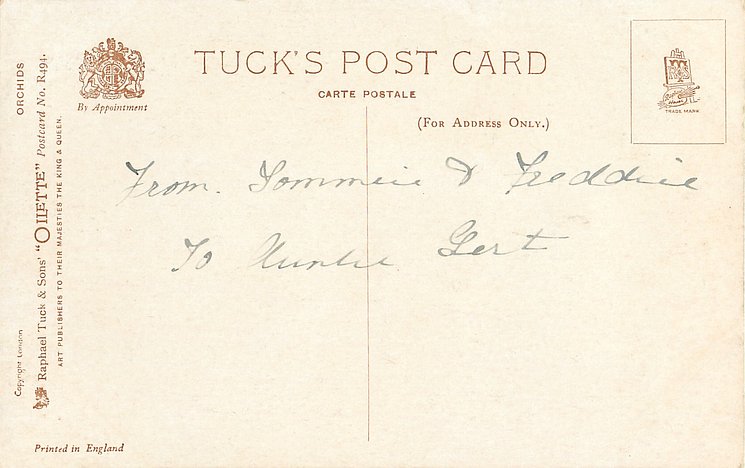 TUCK'S POST CARD
CARTE POSTALE
(FOR ADDRESS ONLY.)
By Appointment
TRADE MARK
From. Tommie & Freddie
To Auntie Gert
ORCHIDS
Raphael Tuck & Sons' "OILETTE" Postcard No. R494.
ART PUBLISHERS TO THEIR MAJESTIES THE KING & QUEEN.
Copyright London
Printed in England